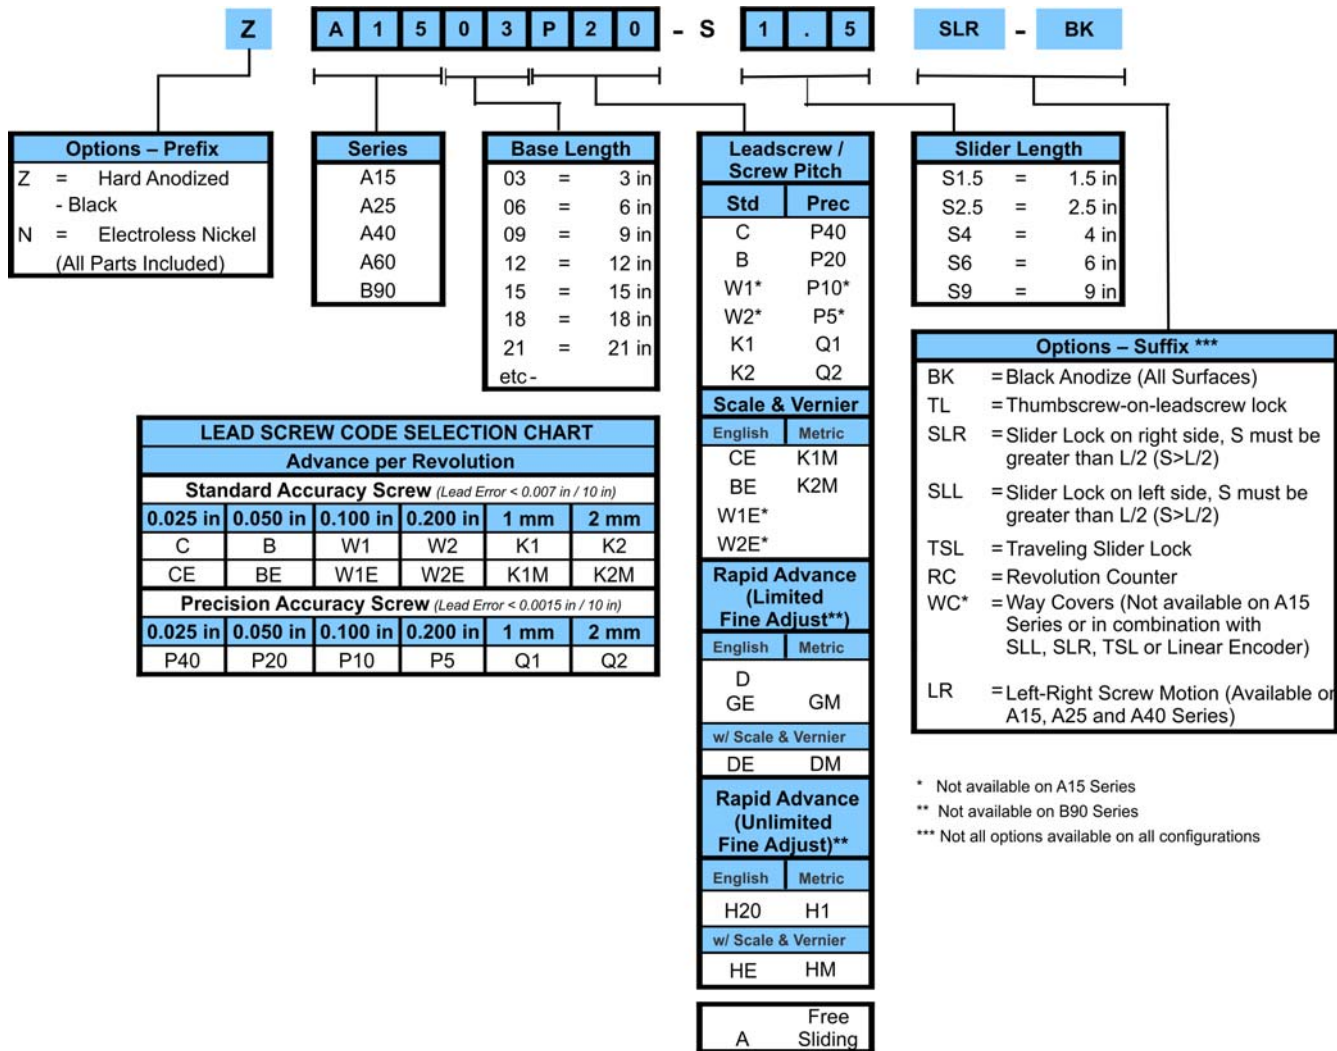 Z A1503P20 - S 1.5 SLR - BK
Options – Prefix
Z = Hard Anodized
- Black
N = Electroless Nickel
(All Parts Included)
Series
A15
A25
A40
A60
B90
Base Length
03 = 3 in
06 = 6 in
09 = 9 in
12 = 12 in
15 = 15 in
18 = 18 in
21 = 21 in
etc-
Leadscrew /
Screw Pitch
Std Prec
C P40
B P20
W1* P10*
W2* P5*
K1 Q1
K2 Q2
Scale & Vernier
English Metric
CE K1M
BE K2M
W1E*
W2E*
Rapid Advance
(Limited
Fine Adjust**)
English Metric
D
GE GM
w/ Scale & Vernier
DE DM
Rapid Advance
(Unlimited
Fine Adjust)**
English Metric
H20 H1
w/ Scale & Vernier
HE HM
Free
A Sliding
Slider Length
S1.5 = 1.5 in
S2.5 = 2.5 in
S4 = 4 in
S6 = 6 in
S9 = 9 in
Options – Suffix ***
BK = Black Anodize (All Surfaces)
TL = Thumbscrew-on-leadscrew lock
SLR = Slider Lock on right side, S must be
greater than L/2 (S>L/2)
SLL = Slider Lock on left side, S must be
greater than L/2 (S>L/2)
TSL = Traveling Slider Lock
RC = Revolution Counter
WC* = Way Covers (Not available on A15
Series or in combination with
SLL, SLR, TSL or Linear Encoder)
LR = Left-Right Screw Motion (Available on
A15, A25 and A40 Series)
* Not available on A15 Series
** Not available on B90 Series
*** Not all options available on all configurations
LEAD SCREW CODE SELECTION CHART
Advance per Revolution
Standard Accuracy Screw (Lead Error < 0.007 in / 10 in)
0.025 in 0.050 in 0.100 in 0.200 in 1 mm 2 mm
C B W1 W2 K1 K2
CE BE W1E W2E K1M K2M
Precision Accuracy Screw (Lead Error < 0.0015 in / 10 in)
0.025 in 0.050 in 0.100 in 0.200 in 1 mm 2 mm
P40 P20 P10 P5 Q1 Q2